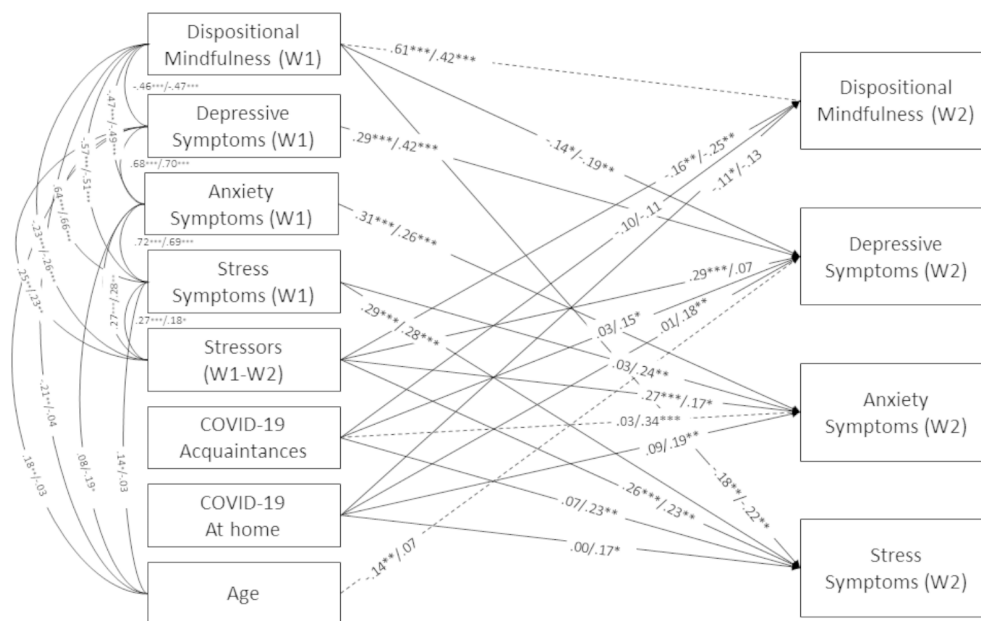 Dispositional
Mindfulness (W1)
Depressive
Symptoms (W1)
Anxiety
Symptoms (W1)
Stress
Symptoms (W1)
Stressors
(W1-W2)
COVID-19
Acquaintances
COVID-19
At home
Age
Dispositional
Mindfulness (W2)
Depressive
Symptoms (W2)
Anxiety
Symptoms (W2)
Stress
Symptoms (W2)
-.46***/-.47***
-.47***/-.49***
-.57***/-.51***
.68***/.70***
.64***/.66***
.72***/.69***
-.23***/-.26***
.25**/.23**
.27***/.28**
.27***/.18*
-.21**/-.04
.18**/-.03
.08/-.19*
.14*/-.03
.61***/.42***
-.14*/-.19**
.29***/.42***
-.16**/-.25**
-.11*/-.13
-.10/-.11
.31***/.26***
.29***/.07
.29***/.28***
.03/.15*
.01/.18**
.03/.24**
.27***/.17*
.03/.34***
.09/.19**
.18**/-.22**
.26***/.23**
.07/.23**
.00/.17*
-.14**/.07